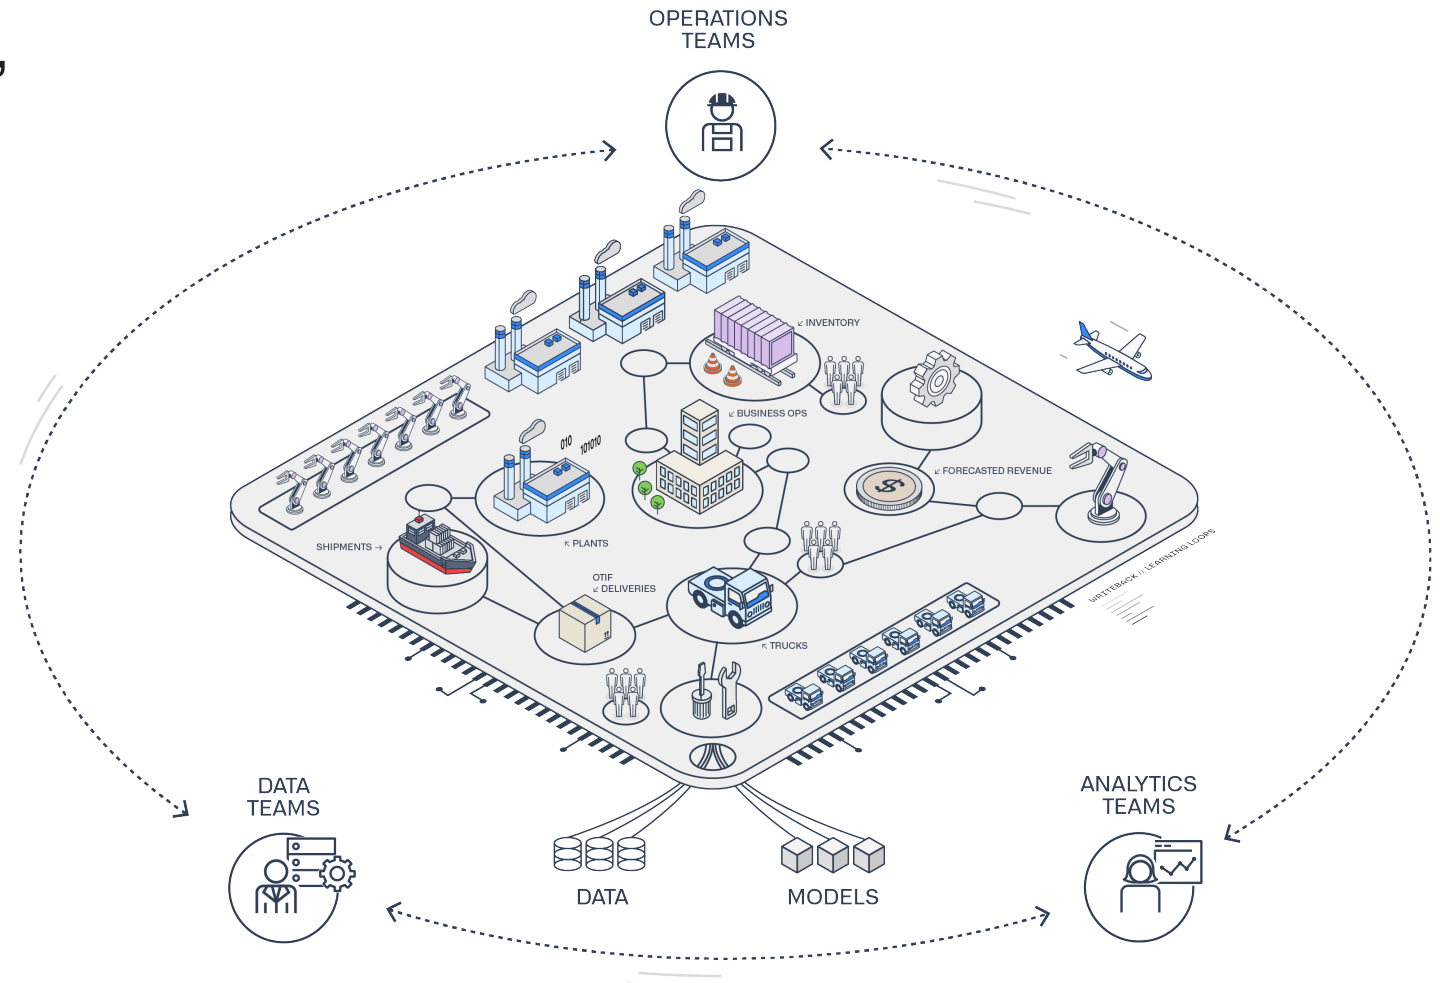 OPERATIONS
TEAMS
↙ INVENTORY
↙ BUSINESS OPS
010
101010
↙ FORECASTED REVENUE
SHIPMENTS →
↖ PLANTS
OTIF
↙ DELIVERIES
↖ TRUCKS
WRITEBACK // LEARNING LOOPS
DATA
TEAMS
ANALYTICS
TEAMS
DATA
MODELS